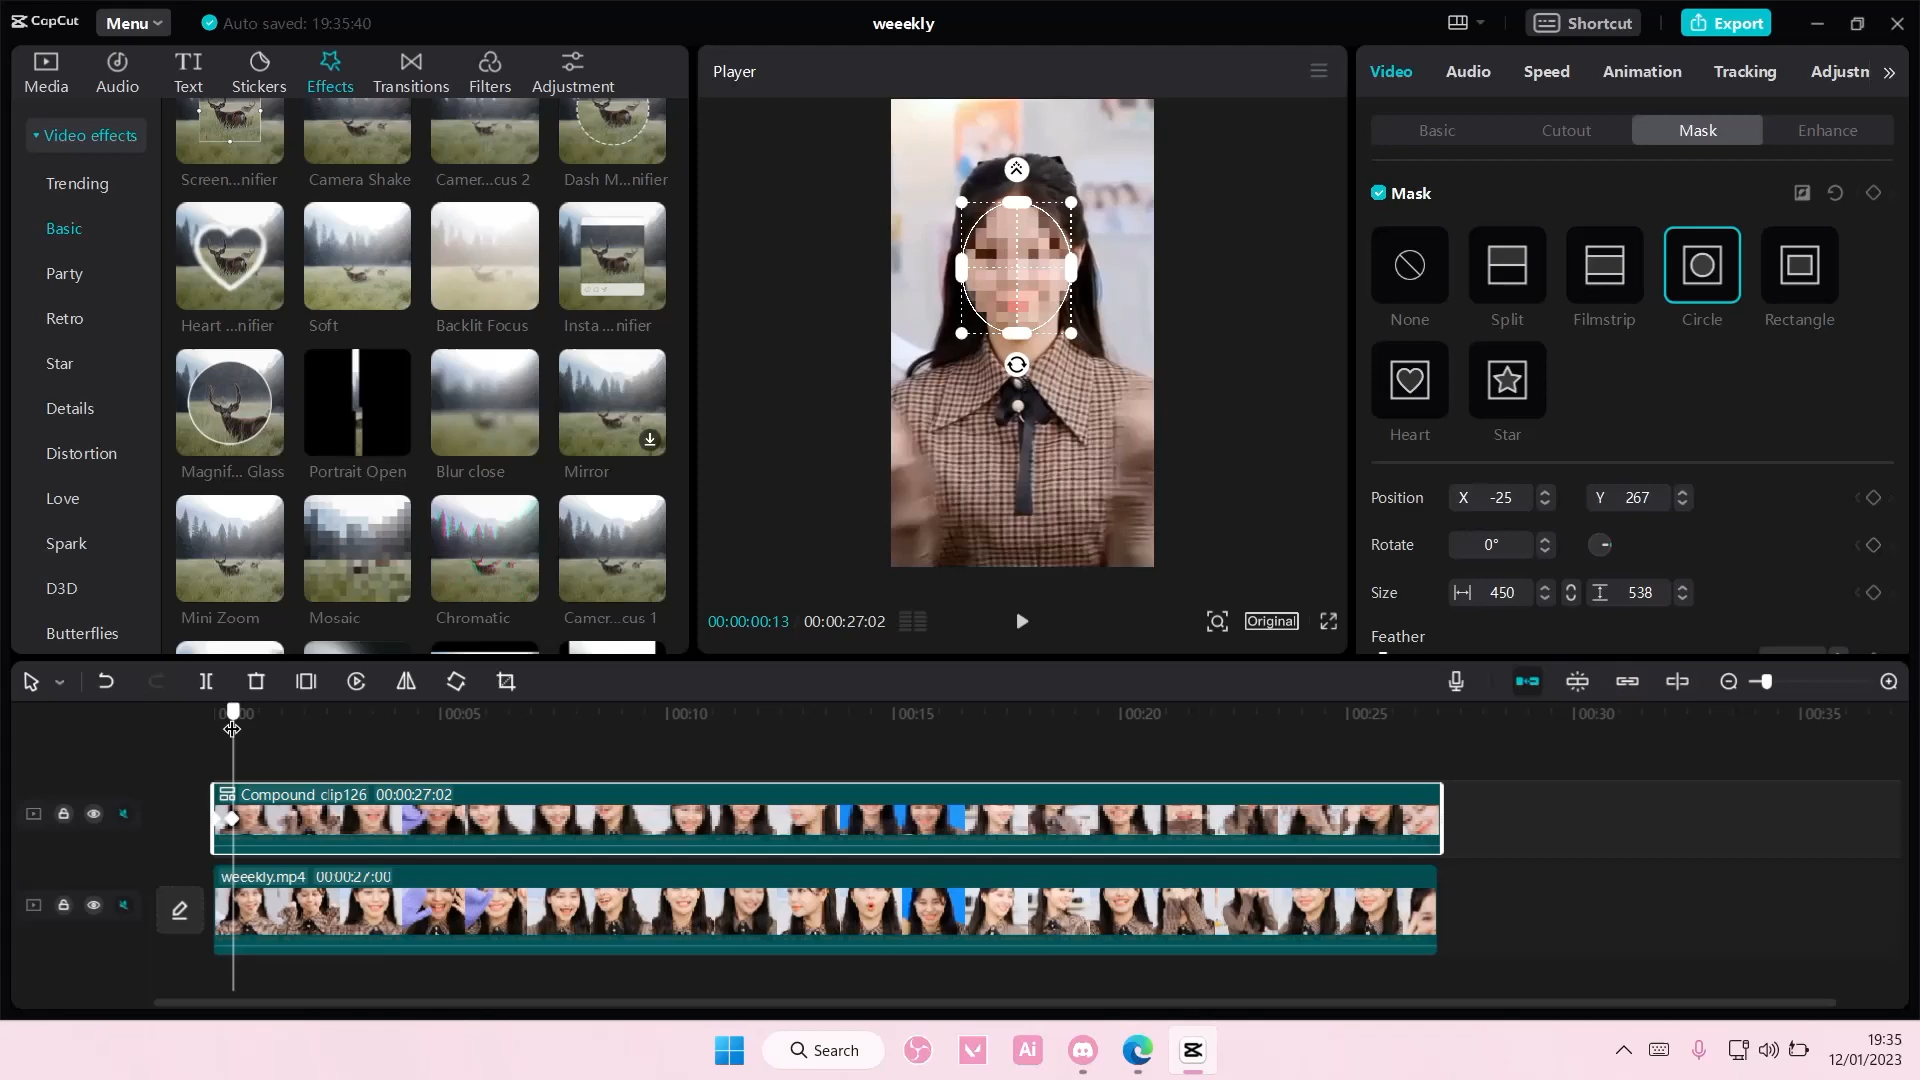 CapCut
Menu
Auto saved: 19:35:40
weeekly
Shortcut
Export
Media
Audio
Text
Stickers
Effects
Transitions
Filters
Adjustment
Video effects
Trending
Basic
Party
Retro
Star
Details
Distortion
Love
Spark
D3D
Butterflies
Screen...nifier
Camera Shake
Camer...cus 2
Dash M...nifier
Heart ...nifier
Soft
Backlit Focus
Insta ...nifier
Magnif... Glass
Portrait Open
Blur close
Mirror
Mini Zoom
Mosaic
Chromatic
Camer...cus 1
Player
00:00:00:13
00:00:27:02
Original
Video
Audio
Speed
Animation
Tracking
Adjustn
Basic
Cutout
Mask
Enhance
Mask
None
Split
Filmstrip
Circle
Rectangle
Heart
Star
Position
X -25
Y 267
Rotate
0°
Size
450
538
Feather
00:05
00:10
00:15
00:20
00:25
00:30
00:35
Compound clip126 00:00:27:02
weeekly.mp4 00:00:27:00
Search
Ai
19:35
12/01/2023